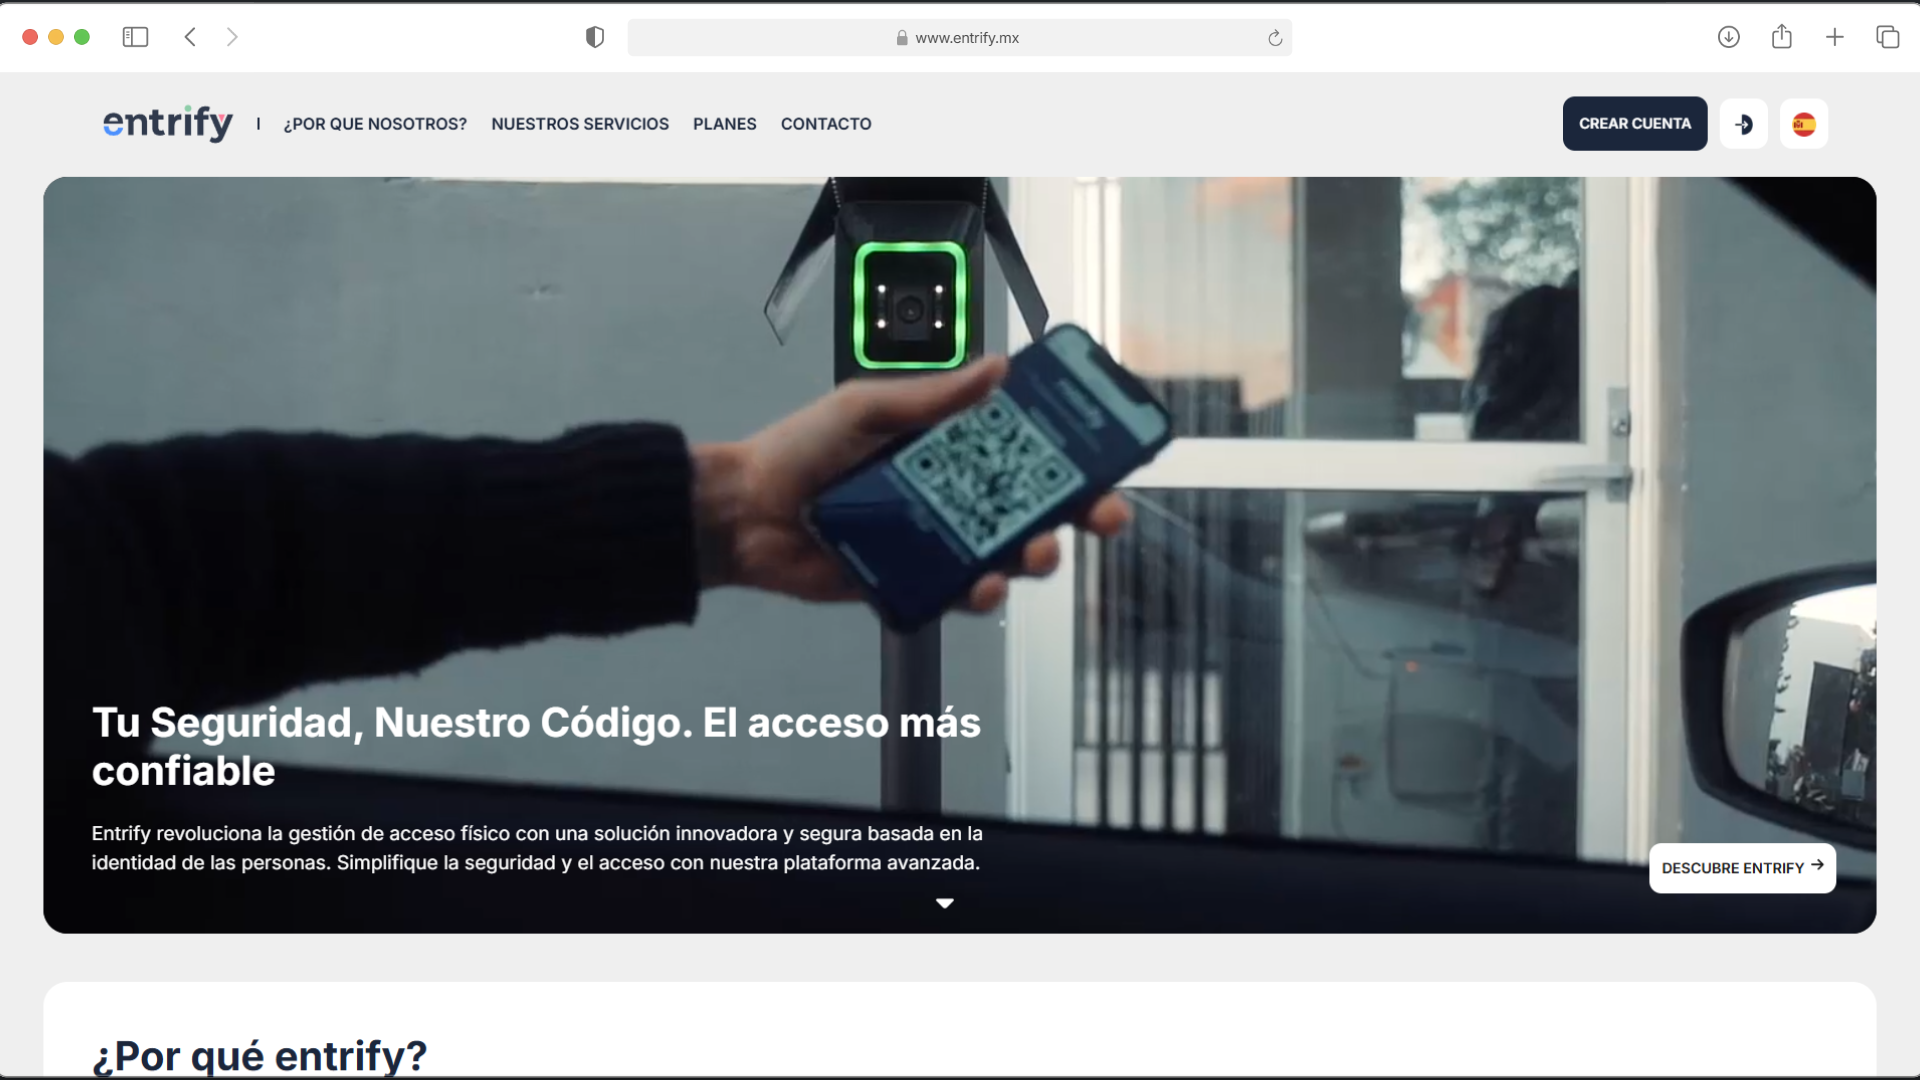 www.entrify.mx
entrify
¿POR QUE NOSOTROS?
NUESTROS SERVICIOS
PLANES
CONTACTO
CREAR CUENTA
Tu Seguridad, Nuestro Código. El acceso más
confiable
Entrify revoluciona la gestión de acceso físico con una solución innovadora y segura basada en la
identidad de las personas. Simplifique la seguridad y el acceso con nuestra plataforma avanzada.
DESCUBRE ENTRIFY
¿Por qué entrify?